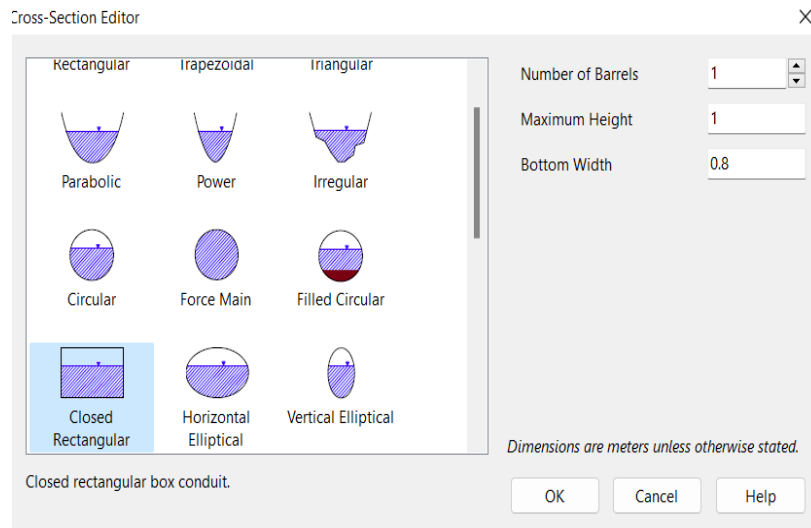 Cross-Section Editor
Rectangular Trapezoidal Triangular
Parabolic Power Irregular
Circular Force Main Filled Circular
Closed Rectangular Horizontal Elliptical Vertical Elliptical
Closed rectangular box conduit.
Number of Barrels 1
Maximum Height 1
Bottom Width 0.8
Dimensions are meters unless otherwise stated.
OK Cancel Help